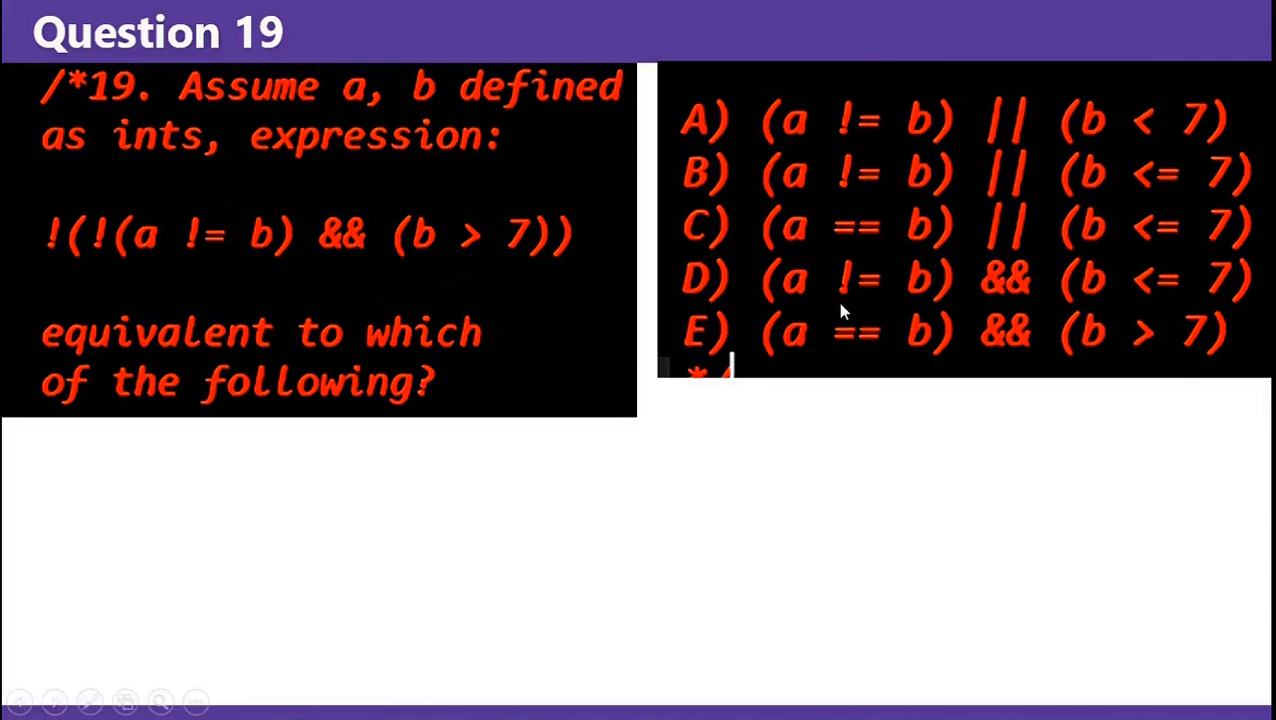 Question 19
/*19. Assume a, b defined
as ints, expression:
!(!(a != b) && (b > 7))
equivalent to which
of the following?
A) (a != b) || (b < 7)
B) (a != b) || (b <= 7)
C) (a == b) || (b <= 7)
D) (a != b) && (b <= 7)
E) (a == b) && (b > 7)
*/